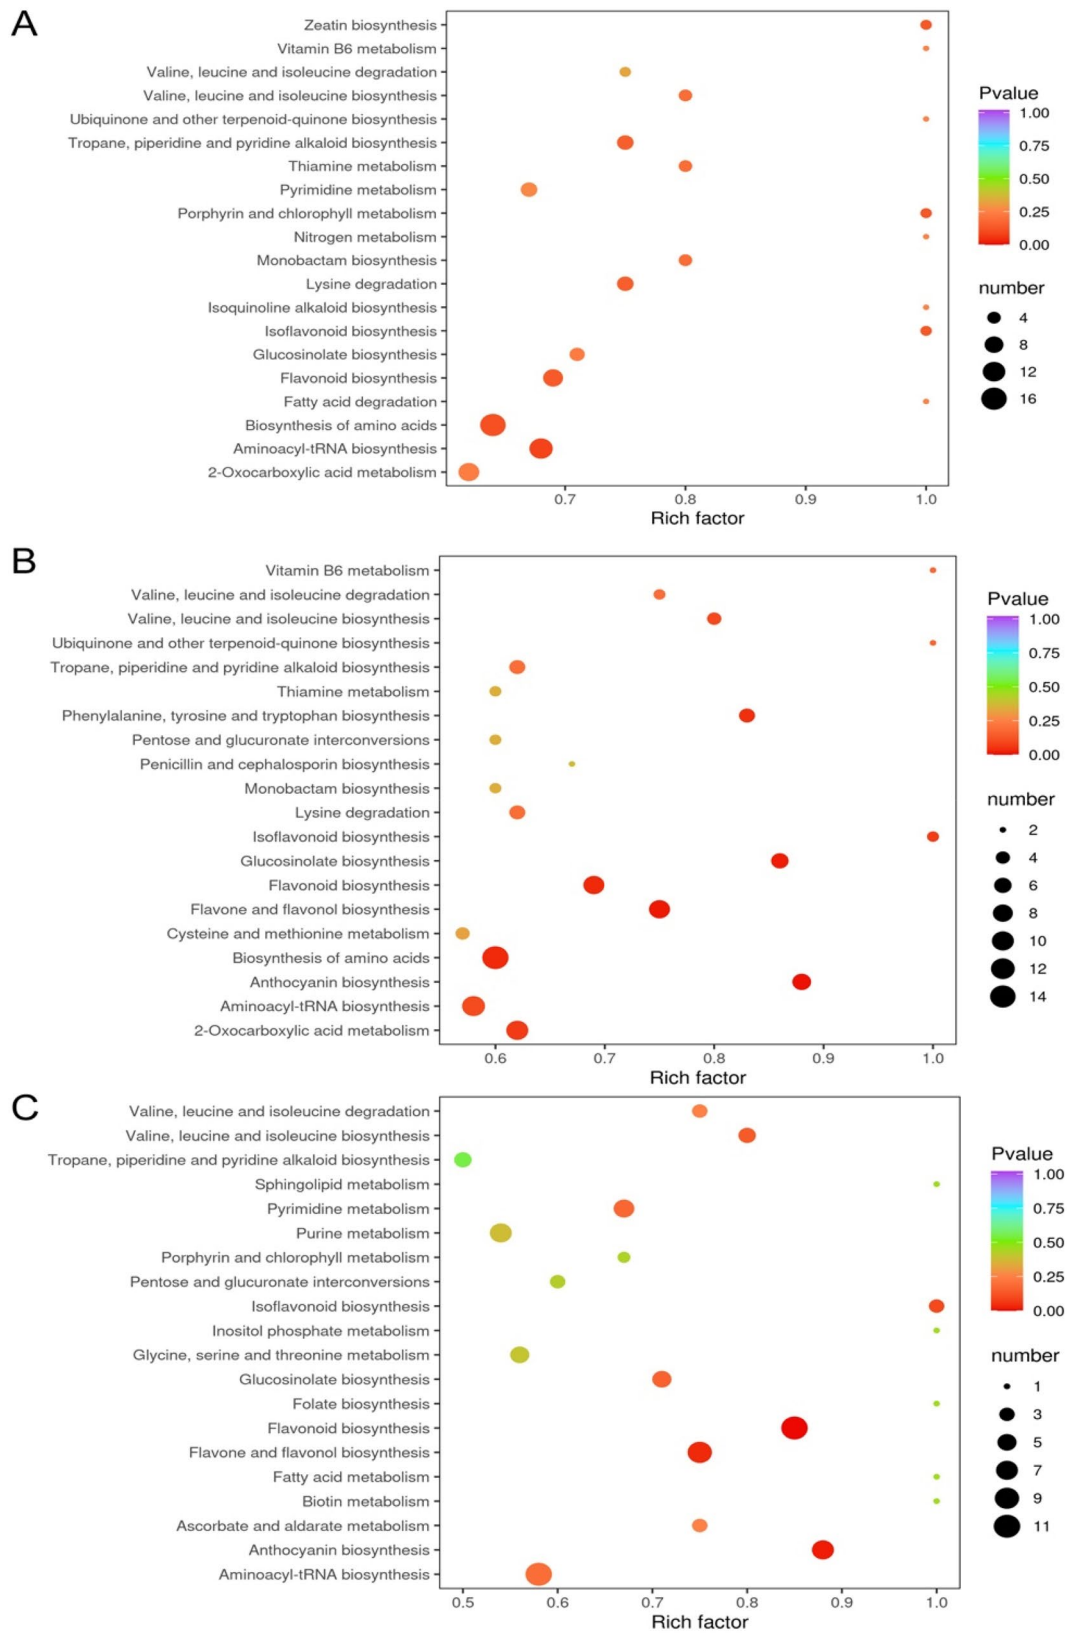 A
Zeatin biosynthesis
Vitamin B6 metabolism
Valine, leucine and isoleucine degradation
Valine, leucine and isoleucine biosynthesis
Ubiquinone and other terpenoid-quinone biosynthesis
Tropane, piperidine and pyridine alkaloid biosynthesis
Thiamine metabolism
Pyrimidine metabolism
Porphyrin and chlorophyll metabolism
Nitrogen metabolism
Monobactam biosynthesis
Lysine degradation
Isoquinoline alkaloid biosynthesis
Isoflavonoid biosynthesis
Glucosinolate biosynthesis
Flavonoid biosynthesis
Fatty acid degradation
Biosynthesis of amino acids
Aminoacyl-tRNA biosynthesis
2-Oxocarboxylic acid metabolism
0.7 0.8 0.9 1.0
Rich factor
Pvalue
1.00
0.75
0.50
0.25
0.00
number
4
8
12
16
B
Vitamin B6 metabolism
Valine, leucine and isoleucine degradation
Valine, leucine and isoleucine biosynthesis
Ubiquinone and other terpenoid-quinone biosynthesis
Tropane, piperidine and pyridine alkaloid biosynthesis
Thiamine metabolism
Phenylalanine, tyrosine and tryptophan biosynthesis
Pentose and glucuronate interconversions
Penicillin and cephalosporin biosynthesis
Monobactam biosynthesis
Lysine degradation
Isoflavonoid biosynthesis
Glucosinolate biosynthesis
Flavonoid biosynthesis
Flavone and flavonol biosynthesis
Cysteine and methionine metabolism
Biosynthesis of amino acids
Anthocyanin biosynthesis
Aminoacyl-tRNA biosynthesis
2-Oxocarboxylic acid metabolism
0.6 0.7 0.8 0.9 1.0
Rich factor
Pvalue
1.00
0.75
0.50
0.25
0.00
number
2
4
6
8
10
12
14
C
Valine, leucine and isoleucine degradation
Valine, leucine and isoleucine biosynthesis
Tropane, piperidine and pyridine alkaloid biosynthesis
Sphingolipid metabolism
Pyrimidine metabolism
Purine metabolism
Porphyrin and chlorophyll metabolism
Pentose and glucuronate interconversions
Isoflavonoid biosynthesis
Inositol phosphate metabolism
Glycine, serine and threonine metabolism
Glucosinolate biosynthesis
Folate biosynthesis
Flavonoid biosynthesis
Flavone and flavonol biosynthesis
Fatty acid metabolism
Biotin metabolism
Ascorbate and aldarate metabolism
Anthocyanin biosynthesis
Aminoacyl-tRNA biosynthesis
0.5 0.6 0.7 0.8 0.9 1.0
Rich factor
Pvalue
1.00
0.75
0.50
0.25
0.00
number
1
3
5
7
9
11